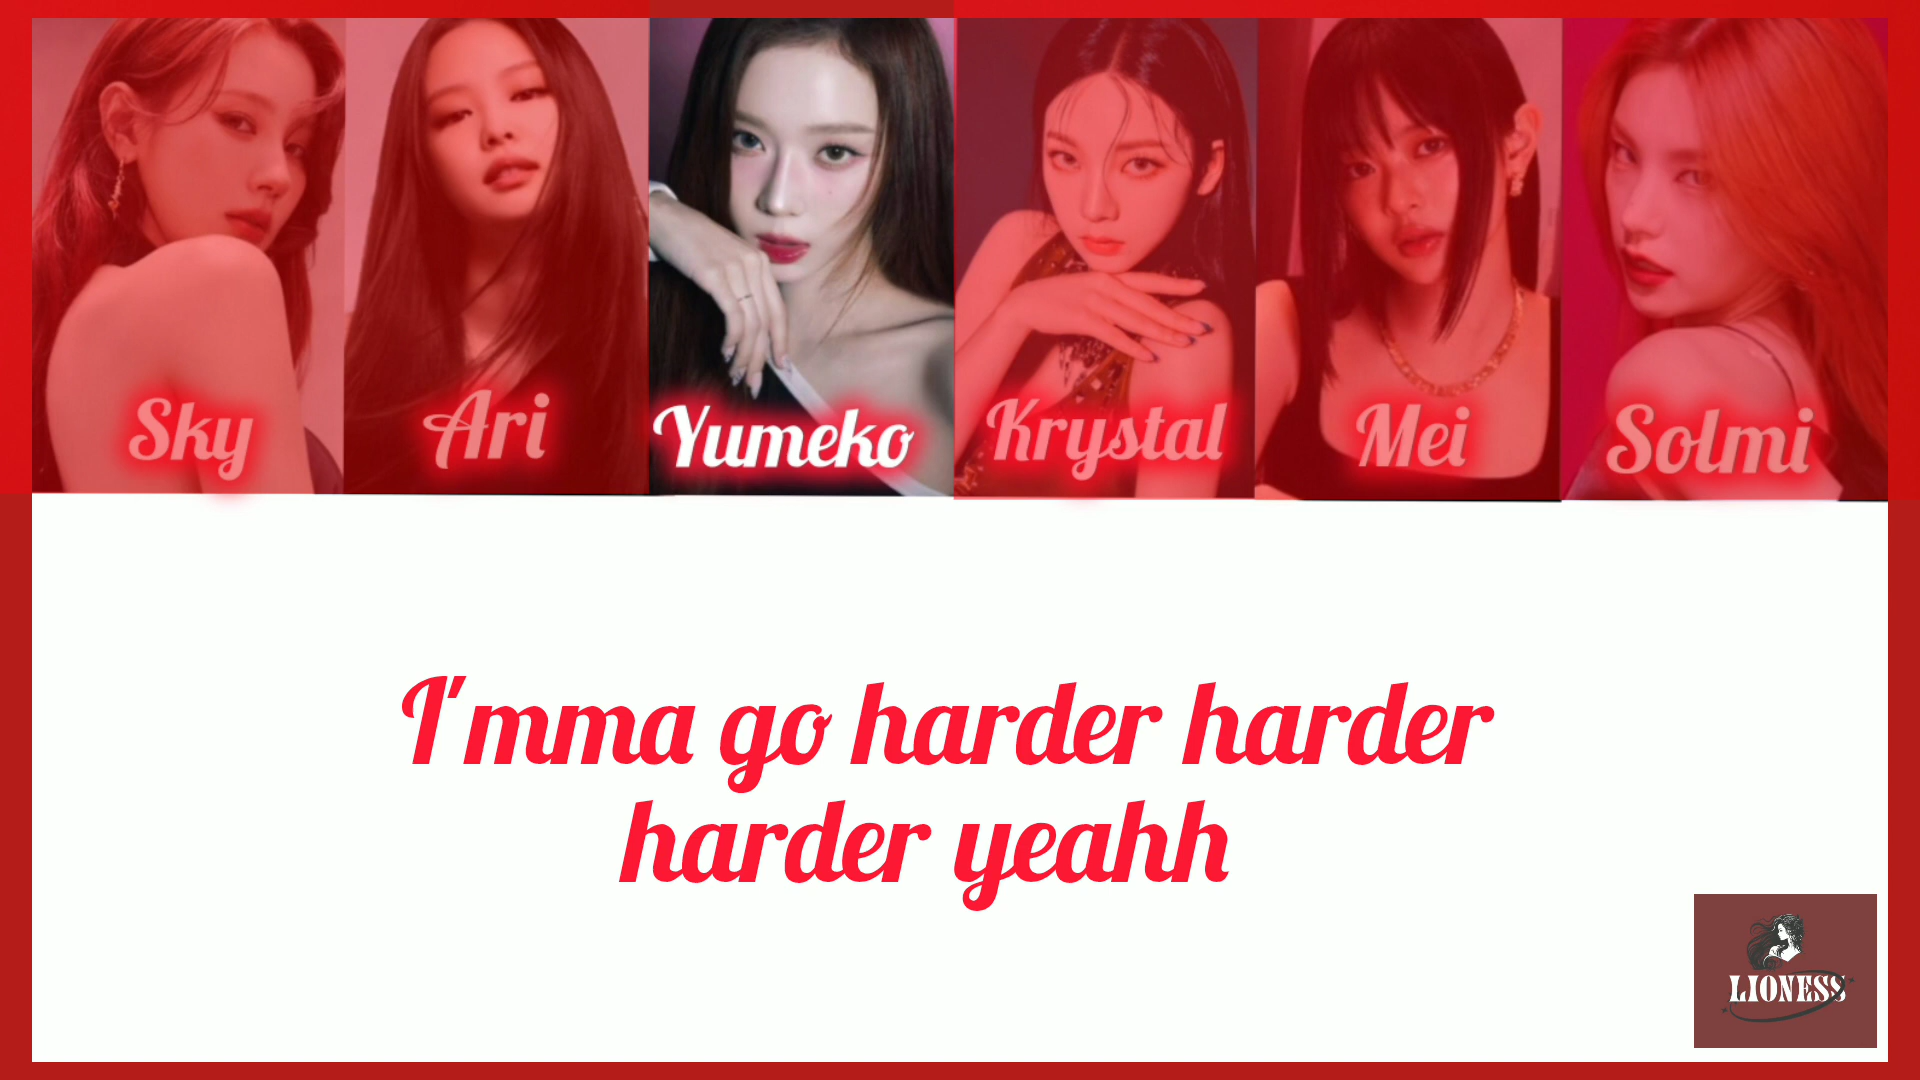 Sky Ari Yumeko Krystal Mei Solmi
I'mma go harder harder
harder yeahh
LIONESS